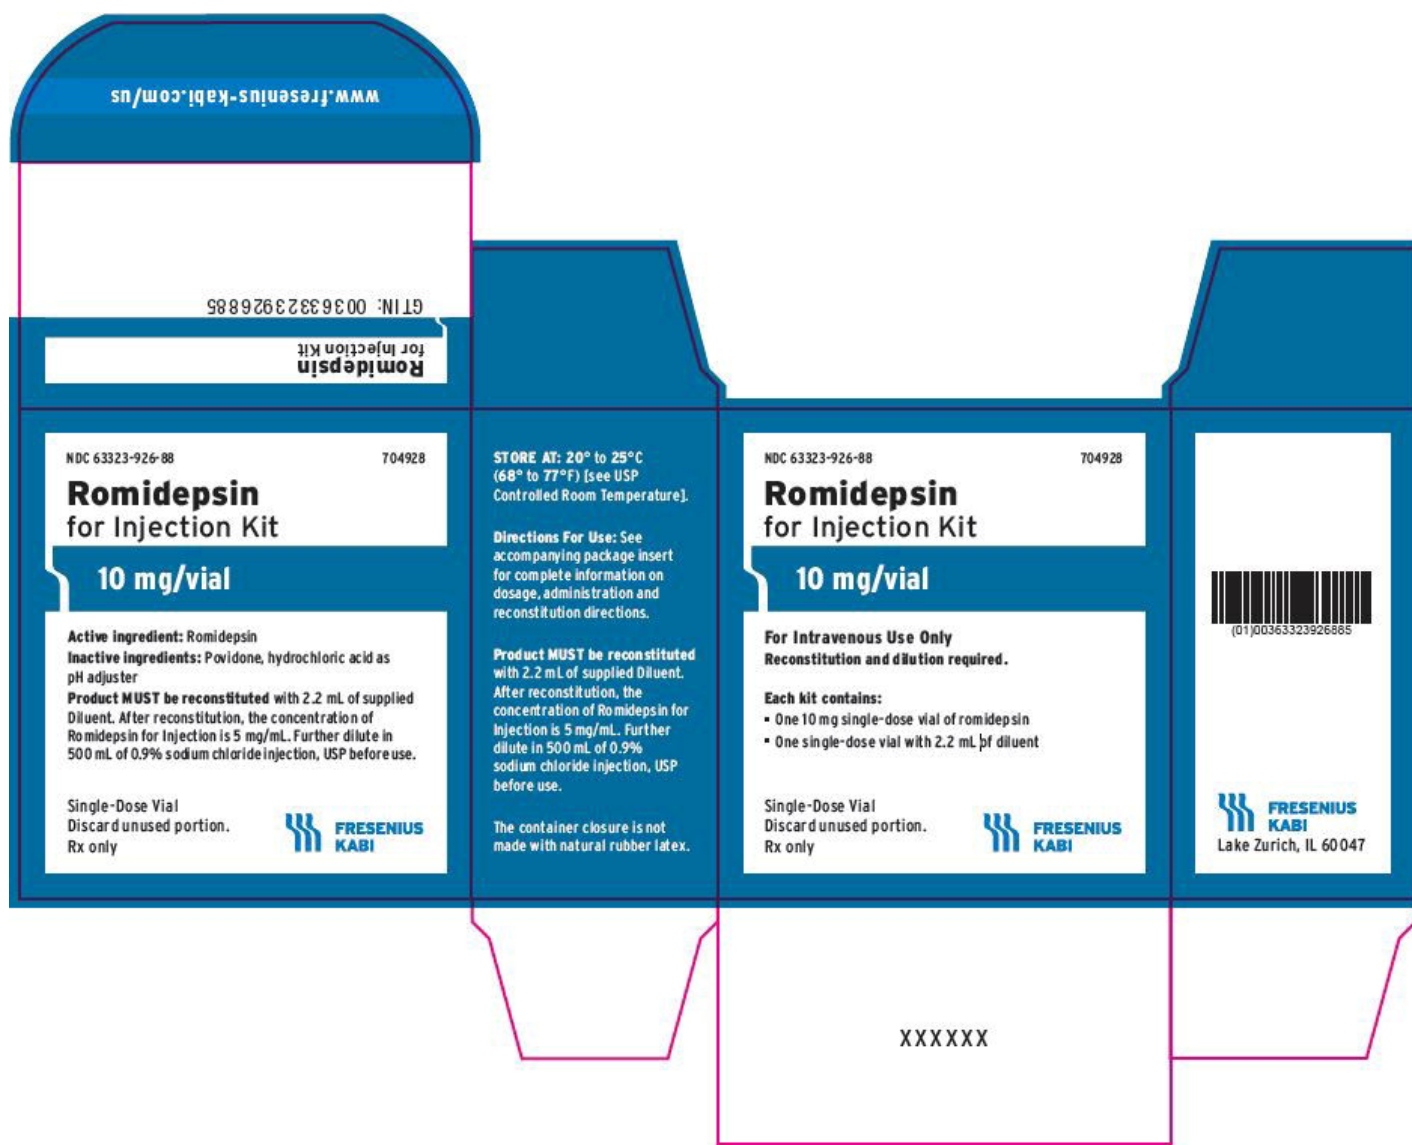 www.fresenius-kabi.com/us
GTIN: 00363323926885
Romidepsin
for Injection Kit
NDC 63323-926-88 704928
Romidepsin
for Injection Kit
10 mg/vial
Active ingredient: Romidepsin
Inactive ingredients: Povidone, hydrochloric acid as
pH adjuster
Product MUST be reconstituted with 2.2 mL of supplied
Diluent. After reconstitution, the concentration of
Romidepsin for Injection is 5 mg/mL. Further dilute in
500 mL of 0.9% sodium chloride injection, USP before use.
Single-Dose Vial
Discard unused portion.
Rx only
FRESENIUS
KABI
STORE AT: 20° to 25°C
(68° to 77°F) [see USP
Controlled Room Temperature].
Directions For Use: See
accompanying package insert
for complete information on
dosage, administration and
reconstitution directions.
Product MUST be reconstituted
with 2.2 mL of supplied Diluent.
After reconstitution, the
concentration of Romidepsin for
Injection is 5 mg/mL. Further
dilute in 500 mL of 0.9%
sodium chloride injection, USP
before use.
The container closure is not
made with natural rubber latex.
NDC 63323-926-88 704928
Romidepsin
for Injection Kit
10 mg/vial
For Intravenous Use Only
Reconstitution and dilution required.
Each kit contains:
▪ One 10 mg single-dose vial of romidepsin
▪ One single-dose vial with 2.2 mL of diluent
Single-Dose Vial
Discard unused portion.
Rx only
FRESENIUS
KABI
(01)00363323926885
FRESENIUS
KABI
Lake Zurich, IL 60047
XXXXXX